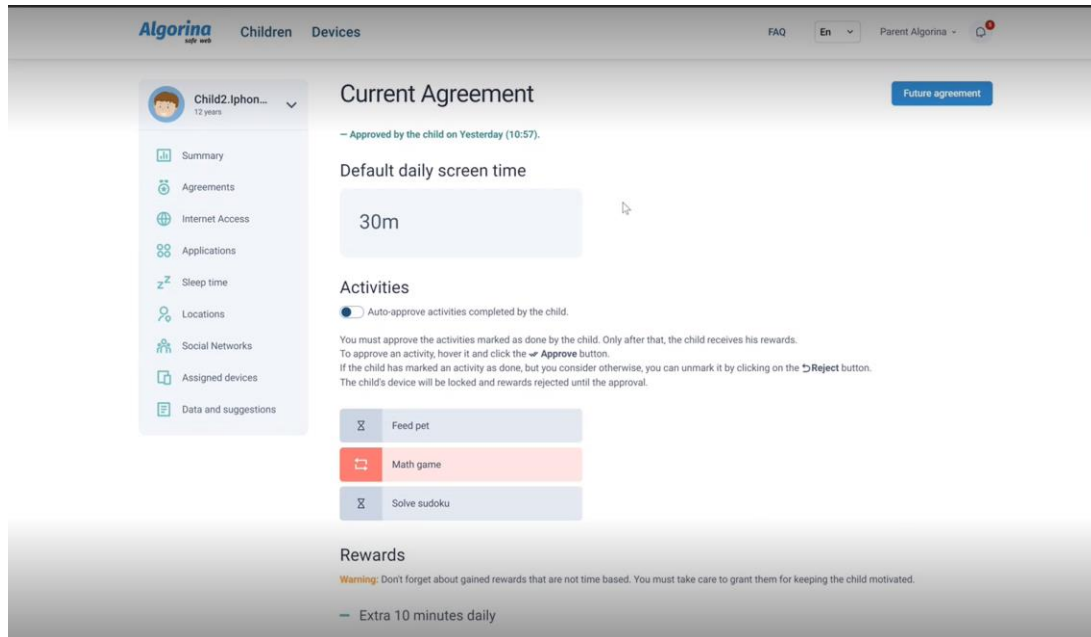 Algorina
safe web
Children
Devices
FAQ
En
Parent Algorina
Child2.Iphon...
12 years
Summary
Agreements
Internet Access
Applications
Sleep time
Locations
Social Networks
Assigned devices
Data and suggestions
Current Agreement
Future agreement
— Approved by the child on Yesterday (10:57).
Default daily screen time
30m
Activities
Auto-approve activities completed by the child.
You must approve the activities marked as done by the child. Only after that, the child receives his rewards.
To approve an activity, hover it and click the Approve button.
If the child has marked an activity as done, but you consider otherwise, you can unmark it by clicking on the Reject button.
The child's device will be locked and rewards rejected until the approval.
Feed pet
Math game
Solve sudoku
Rewards
Warning: Don't forget about gained rewards that are not time based. You must take care to grant them for keeping the child motivated.
— Extra 10 minutes daily